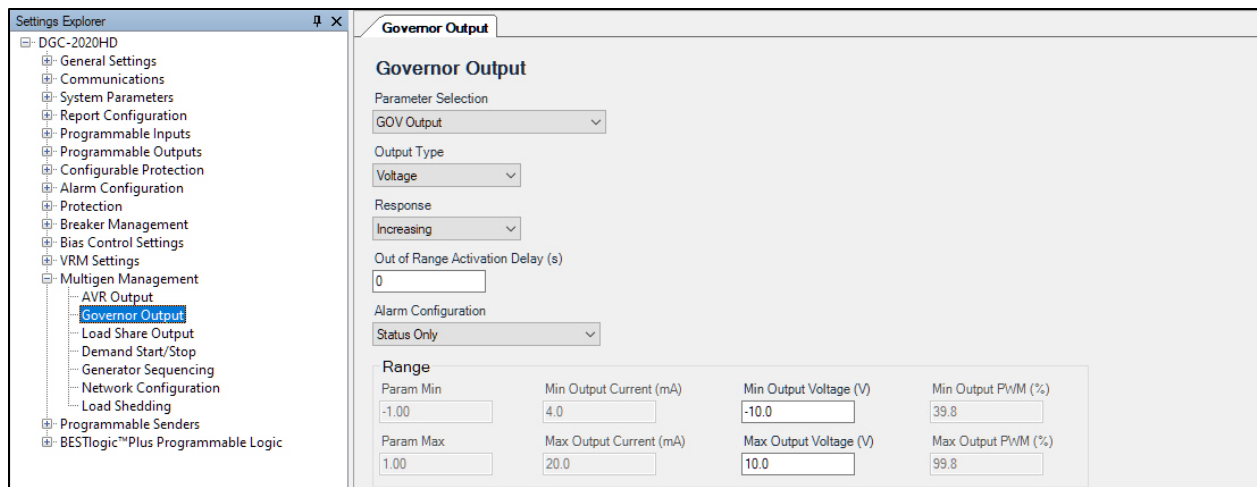 Settings Explorer
DGC-2020HD
General Settings
Communications
System Parameters
Report Configuration
Programmable Inputs
Programmable Outputs
Configurable Protection
Alarm Configuration
Protection
Breaker Management
Bias Control Settings
VRM Settings
Multigen Management
AVR Output
Governor Output
Load Share Output
Demand Start/Stop
Generator Sequencing
Network Configuration
Load Shedding
Programmable Senders
BESTlogic™Plus Programmable Logic
Governor Output
Governor Output
Parameter Selection
GOV Output
Output Type
Voltage
Response
Increasing
Out of Range Activation Delay (s)
0
Alarm Configuration
Status Only
Range
Param Min Min Output Current (mA) Min Output Voltage (V) Min Output PWM (%)
-1.00 4.0 -10.0 39.8
Param Max Max Output Current (mA) Max Output Voltage (V) Max Output PWM (%)
1.00 20.0 10.0 99.8